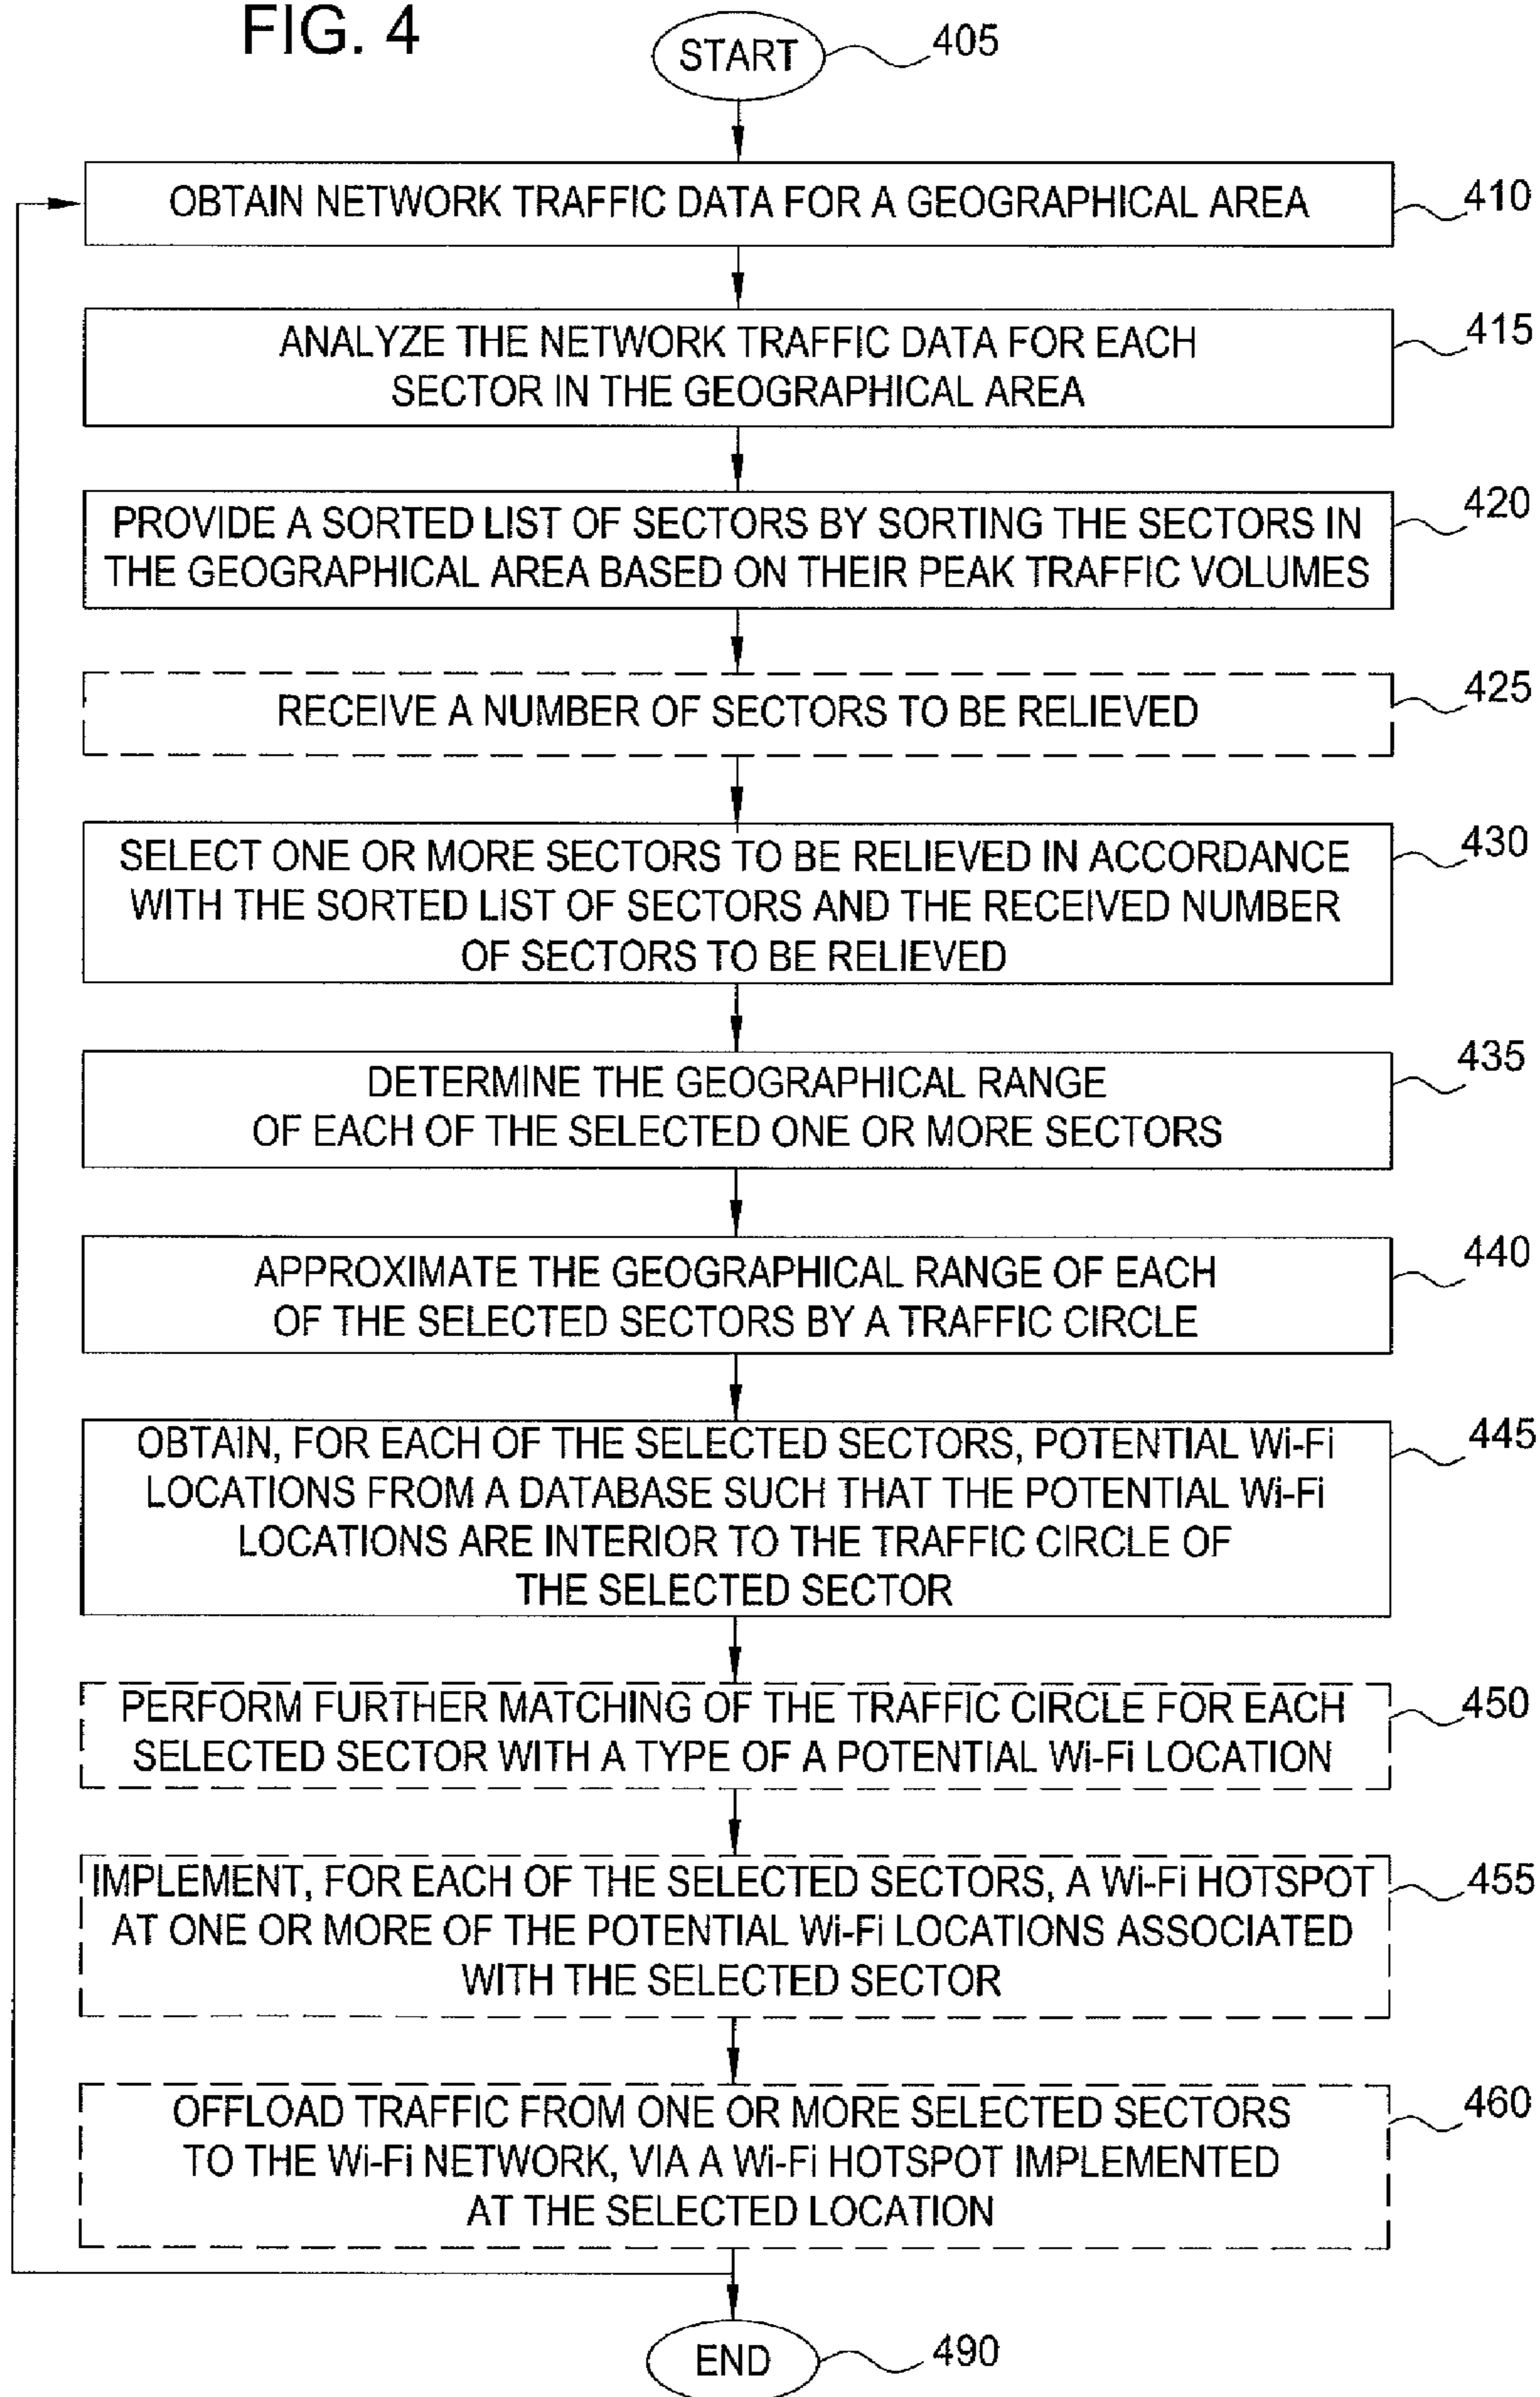 FIG. 4
START
405
OBTAIN NETWORK TRAFFIC DATA FOR A GEOGRAPHICAL AREA
410
ANALYZE THE NETWORK TRAFFIC DATA FOR EACH
SECTOR IN THE GEOGRAPHICAL AREA
415
PROVIDE A SORTED LIST OF SECTORS BY SORTING THE SECTORS IN
THE GEOGRAPHICAL AREA BASED ON THEIR PEAK TRAFFIC VOLUMES
420
RECEIVE A NUMBER OF SECTORS TO BE RELIEVED
425
SELECT ONE OR MORE SECTORS TO BE RELIEVED IN ACCORDANCE
WITH THE SORTED LIST OF SECTORS AND THE RECEIVED NUMBER
OF SECTORS TO BE RELIEVED
430
DETERMINE THE GEOGRAPHICAL RANGE
OF EACH OF THE SELECTED ONE OR MORE SECTORS
435
APPROXIMATE THE GEOGRAPHICAL RANGE OF EACH
OF THE SELECTED SECTORS BY A TRAFFIC CIRCLE
440
OBTAIN, FOR EACH OF THE SELECTED SECTORS, POTENTIAL Wi-Fi
LOCATIONS FROM A DATABASE SUCH THAT THE POTENTIAL Wi-Fi
LOCATIONS ARE INTERIOR TO THE TRAFFIC CIRCLE OF
THE SELECTED SECTOR
445
PERFORM FURTHER MATCHING OF THE TRAFFIC CIRCLE FOR EACH
SELECTED SECTOR WITH A TYPE OF A POTENTIAL Wi-Fi LOCATION
450
IMPLEMENT, FOR EACH OF THE SELECTED SECTORS, A Wi-Fi HOTSPOT
AT ONE OR MORE OF THE POTENTIAL Wi-Fi LOCATIONS ASSOCIATED
WITH THE SELECTED SECTOR
455
OFFLOAD TRAFFIC FROM ONE OR MORE SELECTED SECTORS
TO THE Wi-Fi NETWORK, VIA A Wi-Fi HOTSPOT IMPLEMENTED
AT THE SELECTED LOCATION
460
END
490